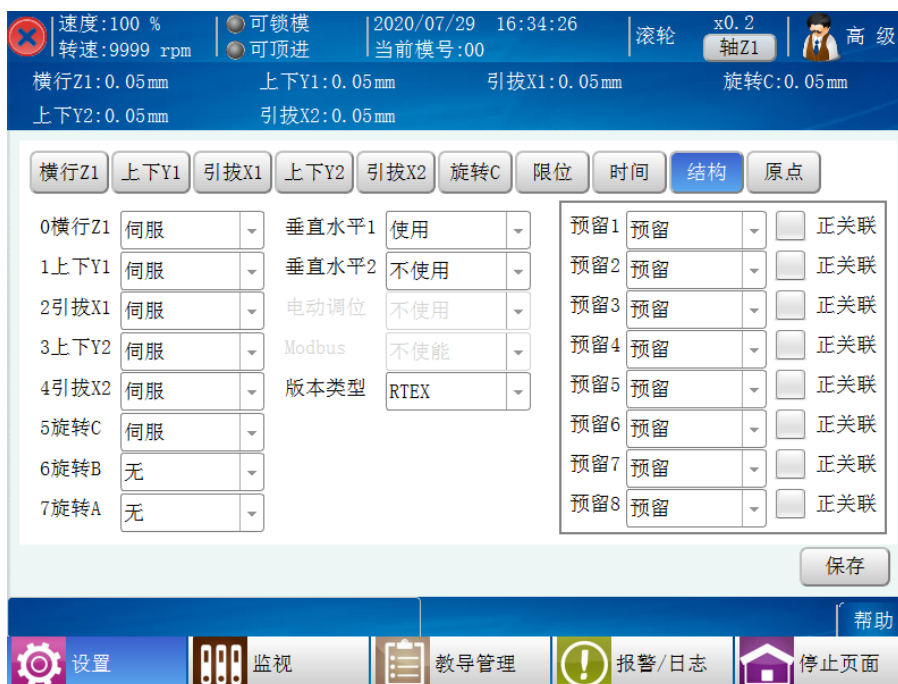 速度:100 % 可锁模 2020/07/29 16:34:26 滚轮 x0.2 高 级
转速:9999 rpm 可顶进 当前模号:00 轴Z1
横行Z1:0.05mm 上下Y1:0.05mm 引拔X1:0.05mm 旋转C:0.05mm
上下Y2:0.05mm 引拔X2:0.05mm
横行Z1 上下Y1 引拔X1 上下Y2 引拔X2 旋转C 限位 时间 结构 原点
0横行Z1 伺服 垂直水平1 使用 预留1 预留 正关联
1上下Y1 伺服 垂直水平2 不使用 预留2 预留 正关联
2引拔X1 伺服 电动调位 不使用 预留3 预留 正关联
3上下Y2 伺服 Modbus 不使能 预留4 预留 正关联
4引拔X2 伺服 版本类型 RTEX 预留5 预留 正关联
5旋转C 伺服 预留6 预留 正关联
6旋转B 无 预留7 预留 正关联
7旋转A 无 预留8 预留 正关联
保存
帮助
设置 监视 教导管理 报警/日志 停止页面